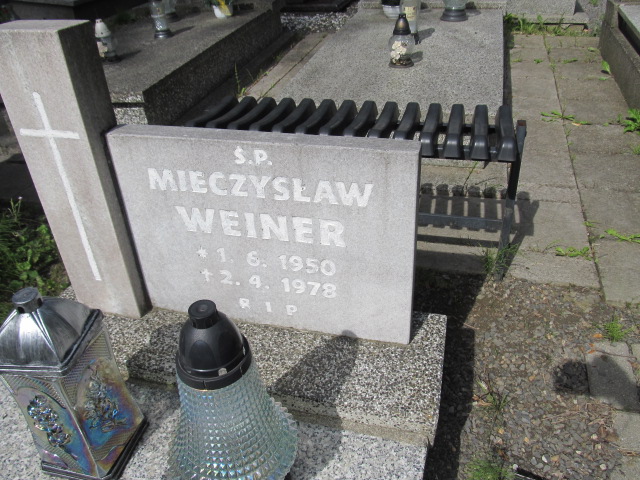 Ś.P.
MIECZYSŁAW
WEINER
* 1. 6. 1950
† 2. 4. 1978
R I P